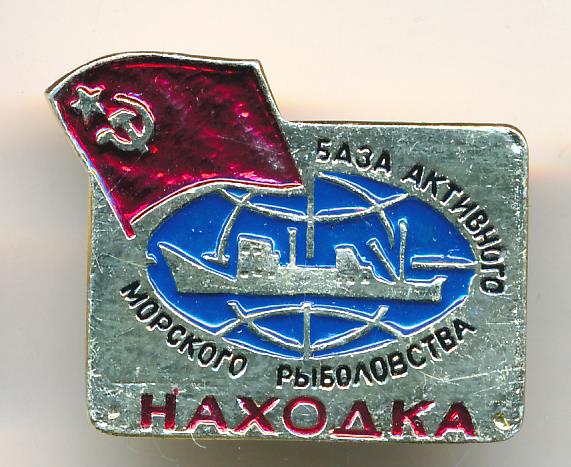 БАЗА АКТИВНОГО
МОРСКОГО РЫБОЛОВСТВА
НАХОДКА